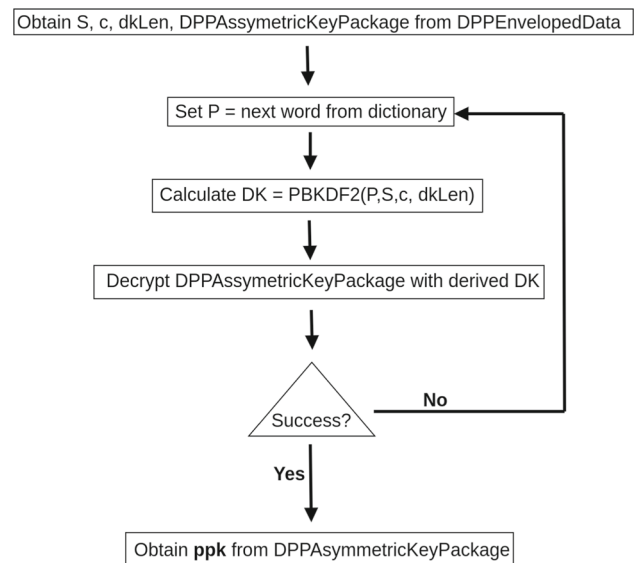 Obtain S, c, dkLen, DPPAssymetricKeyPackage from DPPEnvelopedData
Set P = next word from dictionary
Calculate DK = PBKDF2(P,S,c, dkLen)
Decrypt DPPAssymetricKeyPackage with derived DK
No
Success?
Yes
Obtain ppk from DPPAsymmetricKeyPackage